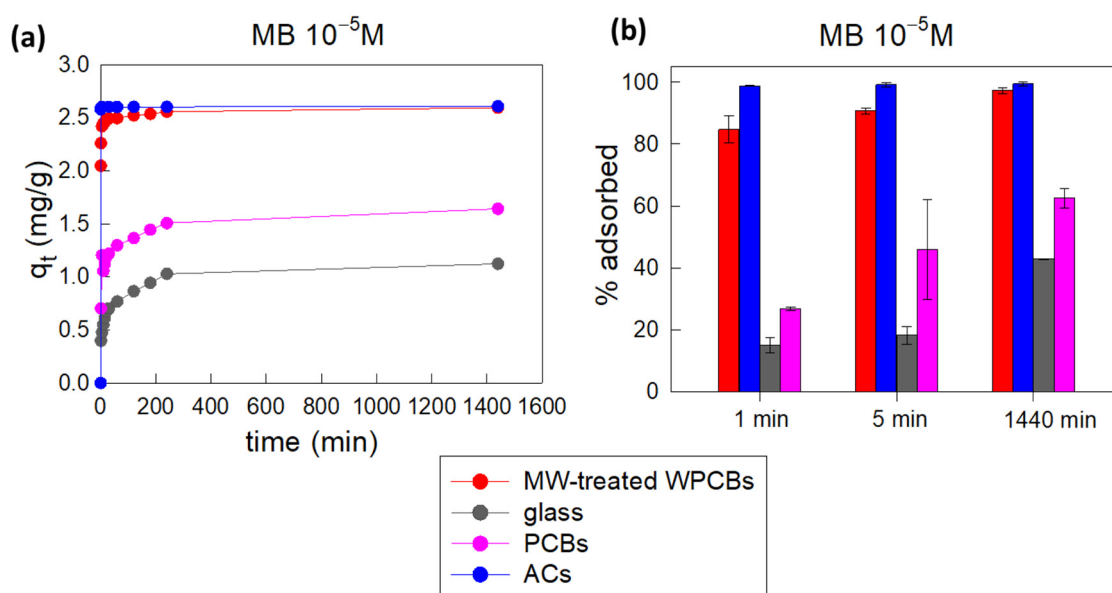 (a)
MB 10⁻⁵M
3.0
2.5
2.0
1.5
1.0
0.5
0.0
qₜ (mg/g)
0 200 400 600 800 1000 1200 1400 1600
time (min)
(b)
MB 10⁻⁵M
100
80
60
40
20
0
% adsorbed
1 min 5 min 1440 min
MW-treated WPCBs
glass
PCBs
ACs